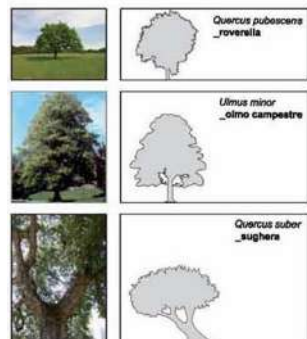 Quercus pubescens
_roverella
Ulmus minor
_olmo campestre
Quercus suber
_sughera